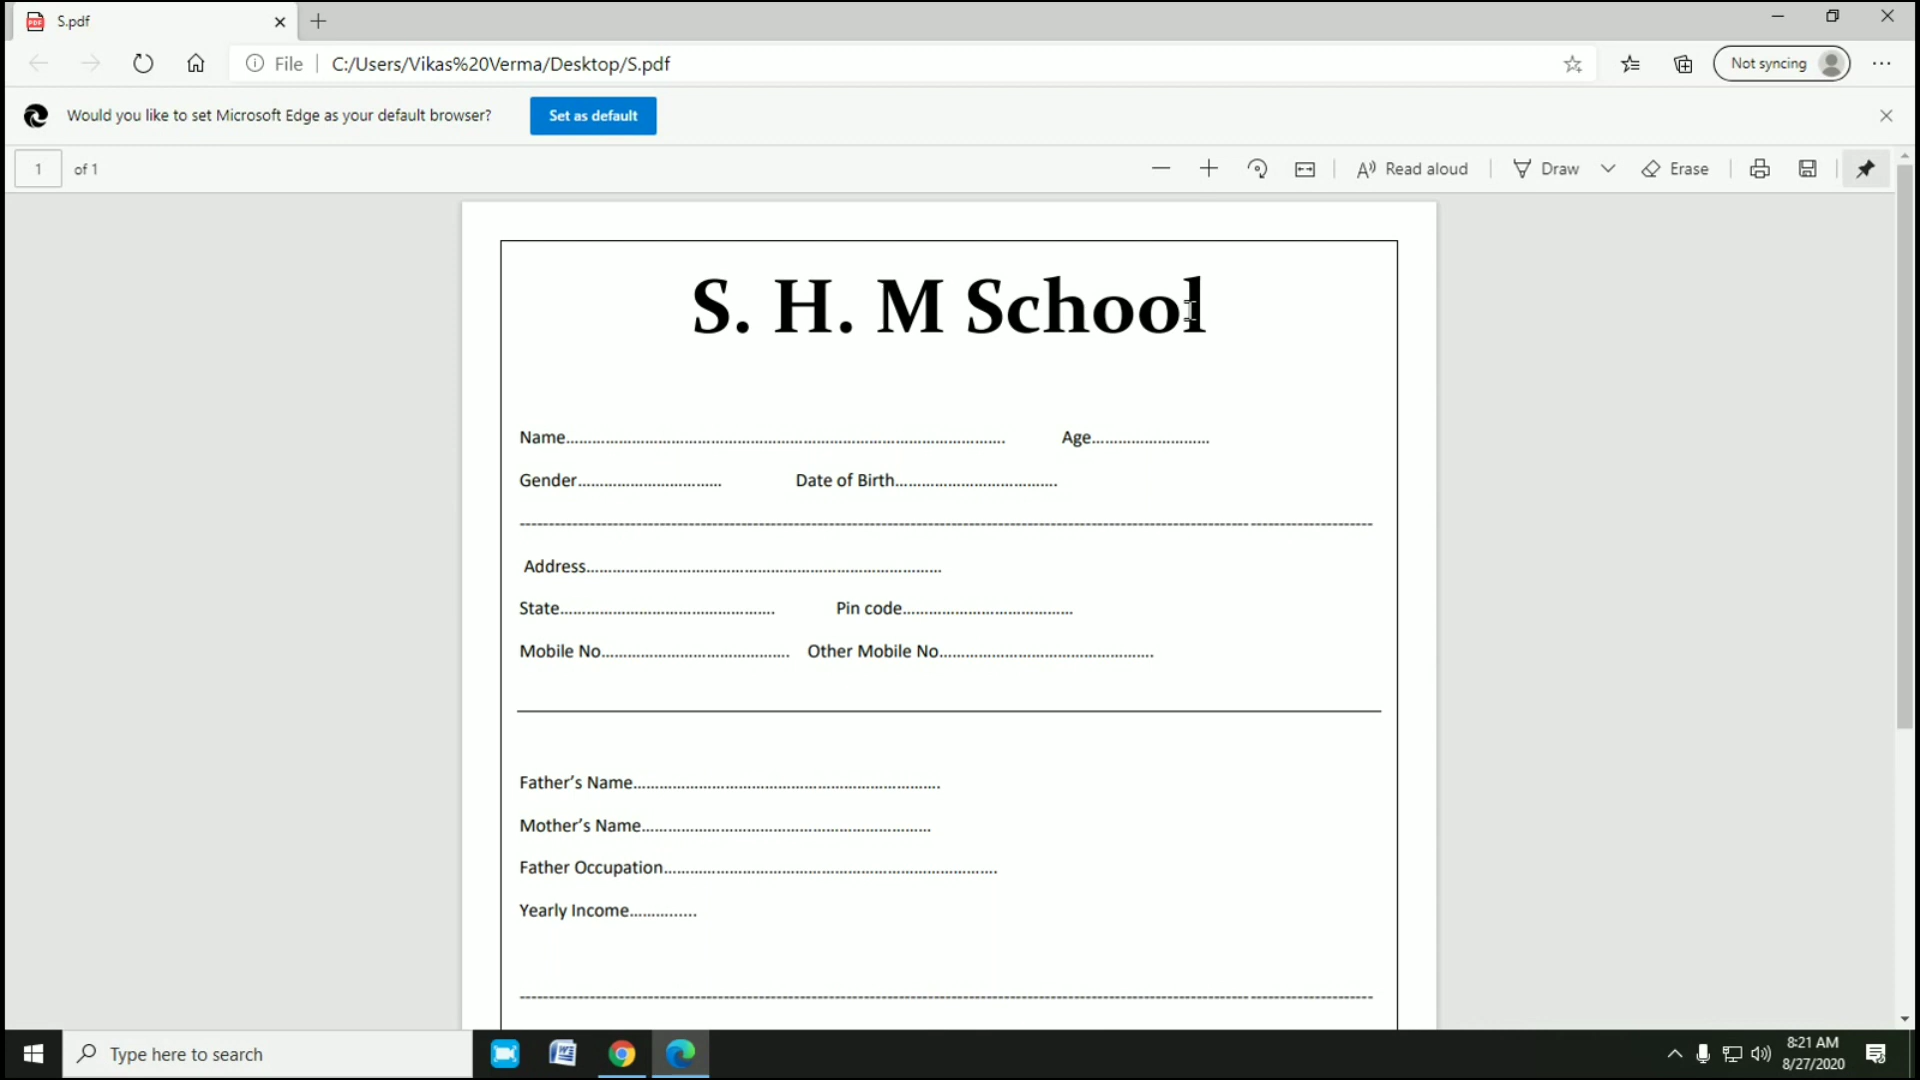 S.pdf
File C:/Users/Vikas%20Verma/Desktop/S.pdf
Not syncing
Would you like to set Microsoft Edge as your default browser? Set as default
1 of 1
Read aloud Draw Erase
S. H. M School
Name.................................................................................................... Age...........................
Gender................................. Date of Birth.....................................
--------------------------------------------------------------------------------------------------------------------------------
Address.................................................................................
State................................................. Pin code.......................................
Mobile No........................................... Other Mobile No.................................................
Father’s Name......................................................................
Mother’s Name..................................................................
Father Occupation............................................................................
Yearly Income...............
--------------------------------------------------------------------------------------------------------------------------------
Type here to search
8:21 AM
8/27/2020